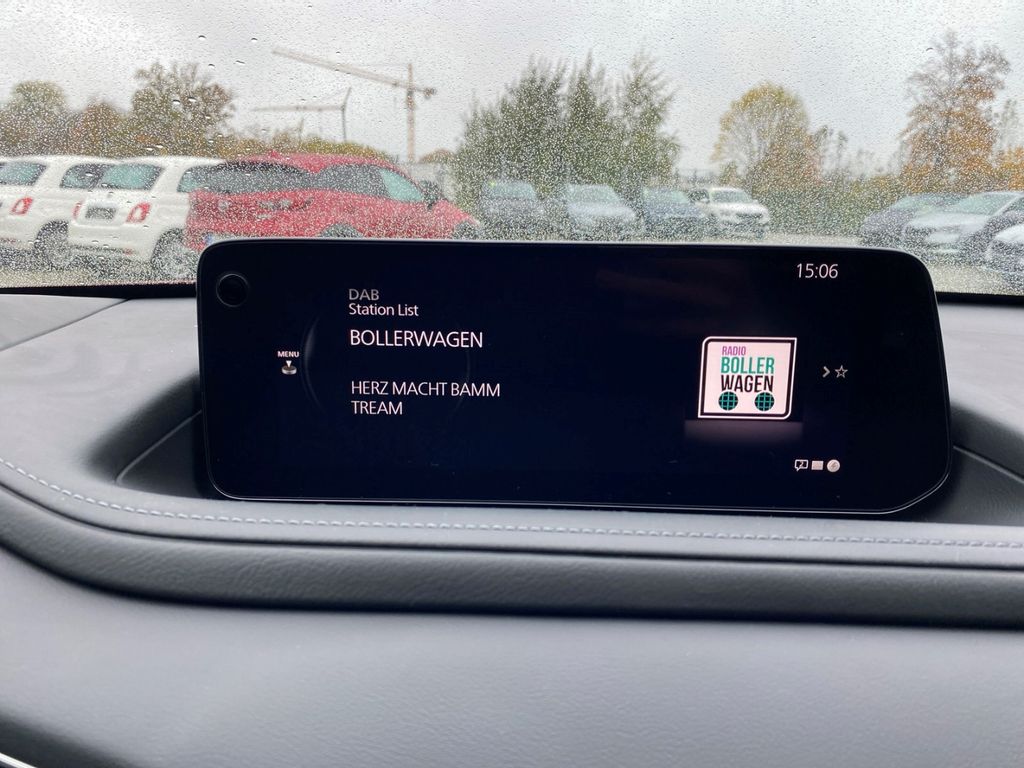 15:06
DAB
Station List
BOLLERWAGEN
MENU
HERZ MACHT BAMM
TREAM
RADIO
BOLLER
WAGEN